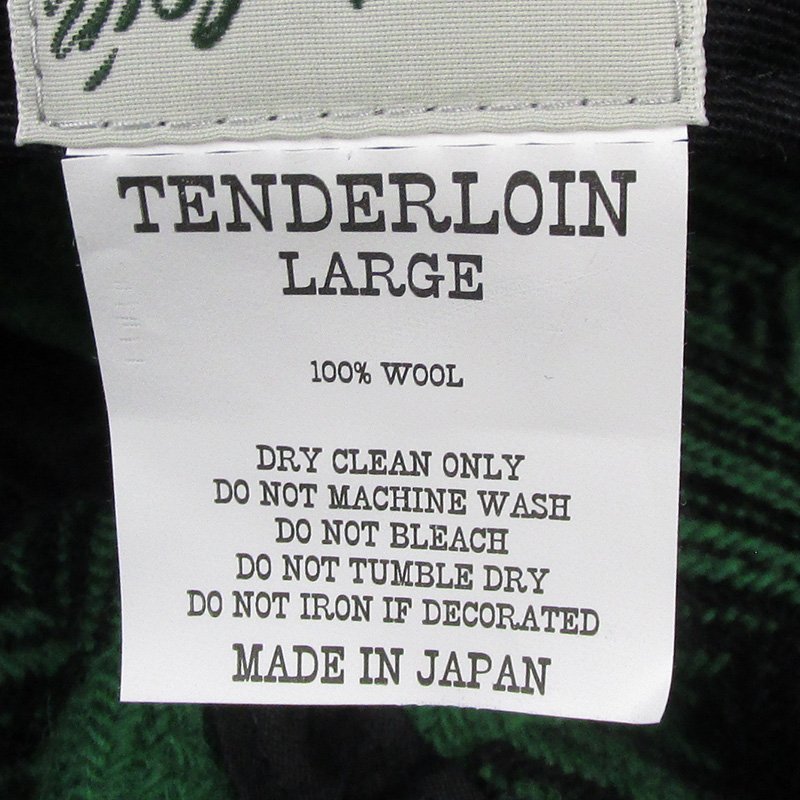 TENDERLOIN
LARGE
100% WOOL
DRY CLEAN ONLY
DO NOT MACHINE WASH
DO NOT BLEACH
DO NOT TUMBLE DRY
DO NOT IRON IF DECORATED
MADE IN JAPAN